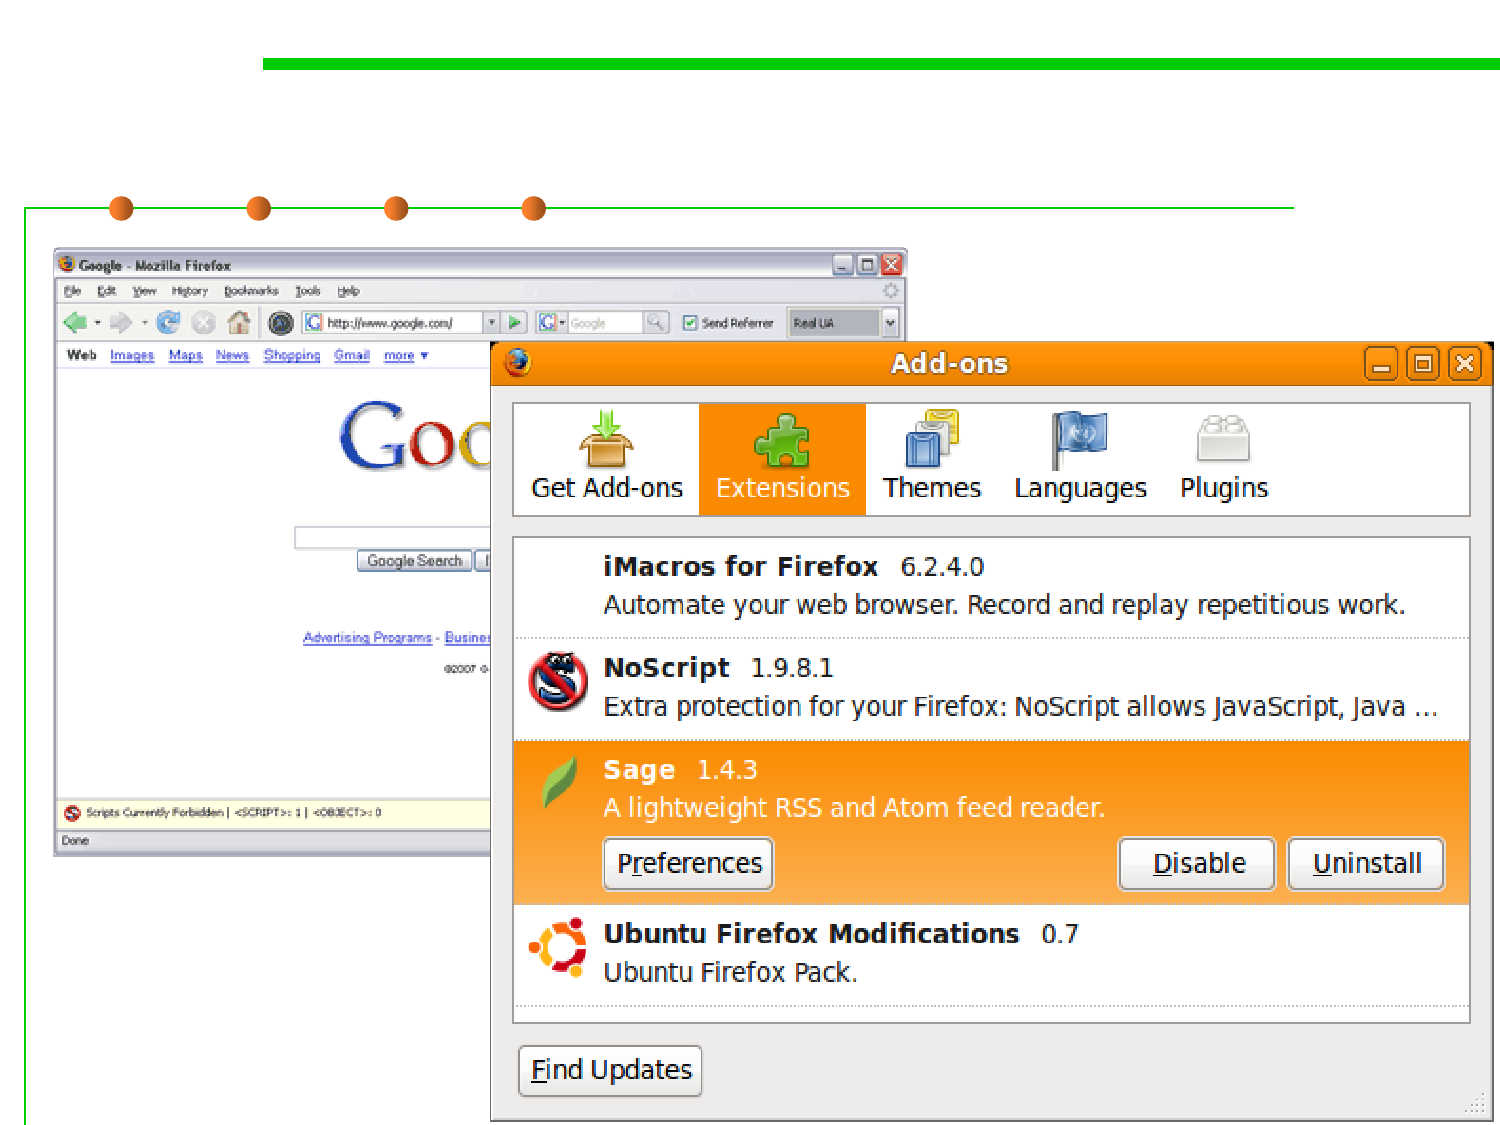 Google - Mozilla Firefox
File Edit View History Bookmarks Tools Help
http://www.google.com/ Google Send Referrer Real UA
Web Images Maps News Shopping Gmail more
Goo
Google Search
Advertising Programs - Busine
©2007 G
Scripts Currently Forbidden | <SCRIPT>: 1 | <OBJECT>: 0
Done
Add-ons
Get Add-ons Extensions Themes Languages Plugins
iMacros for Firefox 6.2.4.0
Automate your web browser. Record and replay repetitious work.
NoScript 1.9.8.1
Extra protection for your Firefox: NoScript allows JavaScript, Java ...
Sage 1.4.3
A lightweight RSS and Atom feed reader.
Preferences Disable Uninstall
Ubuntu Firefox Modifications 0.7
Ubuntu Firefox Pack.
Find Updates